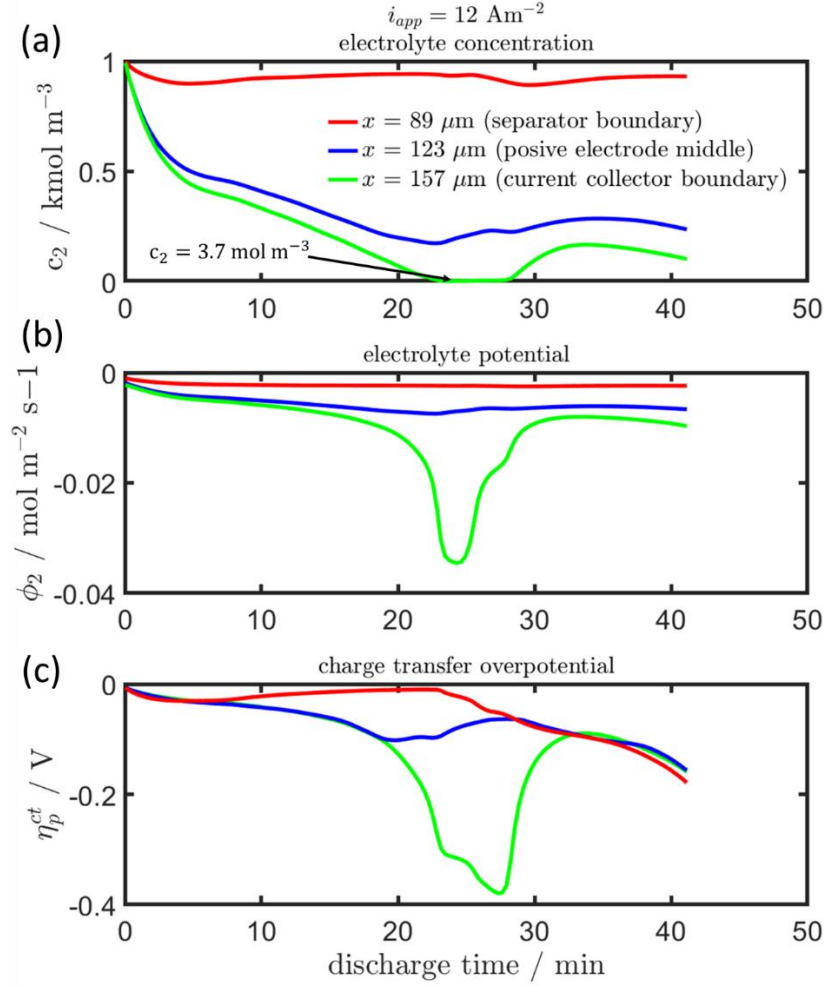 i_app = 12 Am⁻²
(a)
electrolyte concentration
c₂ / kmol m⁻³
1
0.5
0
x = 89 μm (separator boundary)
x = 123 μm (posive electrode middle)
x = 157 μm (current collector boundary)
c₂ = 3.7 mol m⁻³
0 10 20 30 40 50
(b)
electrolyte potential
ϕ₂ / mol m⁻² s−1
0
-0.02
-0.04
0 10 20 30 40 50
(c)
charge transfer overpotential
η_p^ct / V
0
-0.2
-0.4
0 10 20 30 40 50
discharge time / min